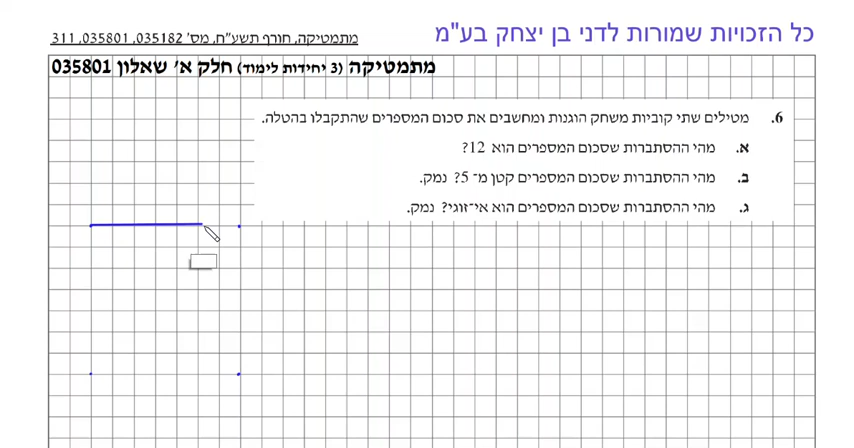 כל הזכויות שמורות לדני בן יצחק בע"מ
מתמטיקה, חורף תשע"ח, מס' 035182, 035801, 311
מתמטיקה (3 יחידות לימוד) חלק א' שאלון 035801
6. מטילים שתי קוביות משחק הוגנות ומחשבים את סכום המספרים שהתקבלו בהטלה.
א. מהי ההסתברות שסכום המספרים הוא 12?
ב. מהי ההסתברות שסכום המספרים קטן מ־ 5? נמק.
ג. מהי ההסתברות שסכום המספרים הוא אי־זוגי? נמק.